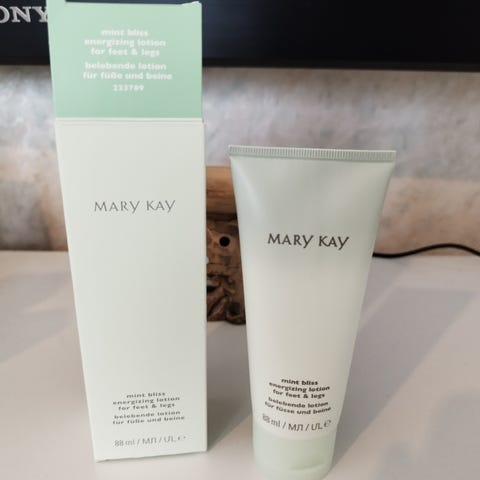 SONY
mint bliss
energizing lotion
for feet & legs
belebende lotion
für füße und beine
223789
MARY KAY
mint bliss
energizing lotion
for feet & legs
belebende lotion
für füße und beine
88 ml / МЛ / UL e
MARY KAY
mint bliss
energizing lotion
for feet & legs
belebende lotion
für füsse und beine
88 ml / МЛ / UL e